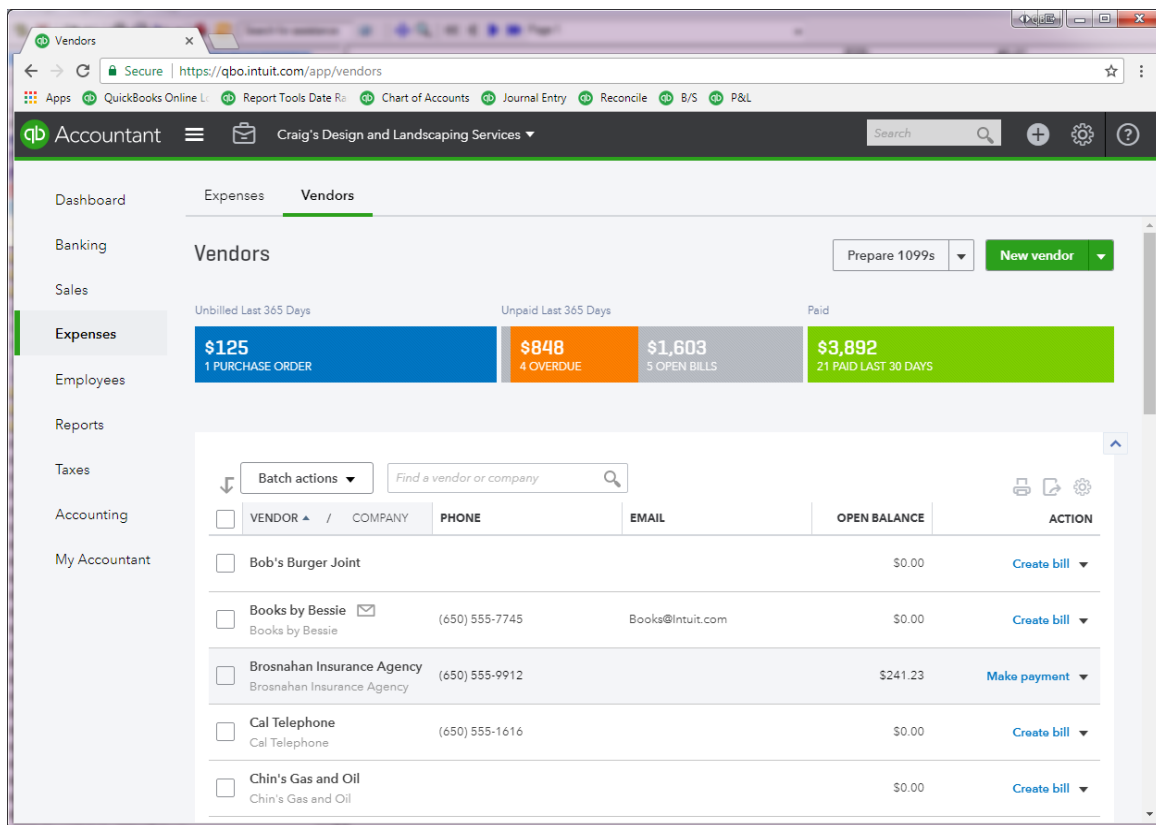 Vendors
Secure https://qbo.intuit.com/app/vendors
Apps QuickBooks Online Lo Report Tools Date Ra Chart of Accounts Journal Entry Reconcile B/S P&L
qb Accountant Craig's Design and Landscaping Services Search
Dashboard
Banking
Sales
Expenses
Employees
Reports
Taxes
Accounting
My Accountant
Expenses Vendors
Vendors Prepare 1099s New vendor
Unbilled Last 365 Days Unpaid Last 365 Days Paid
$125 $848 $1,603 $3,892
1 PURCHASE ORDER 4 OVERDUE 5 OPEN BILLS 21 PAID LAST 30 DAYS
Batch actions Find a vendor or company
VENDOR / COMPANY PHONE EMAIL OPEN BALANCE ACTION
Bob's Burger Joint $0.00 Create bill
Books by Bessie (650) 555-7745 Books@Intuit.com $0.00 Create bill
Books by Bessie
Brosnahan Insurance Agency (650) 555-9912 $241.23 Make payment
Brosnahan Insurance Agency
Cal Telephone (650) 555-1616 $0.00 Create bill
Cal Telephone
Chin's Gas and Oil $0.00 Create bill
Chin's Gas and Oil